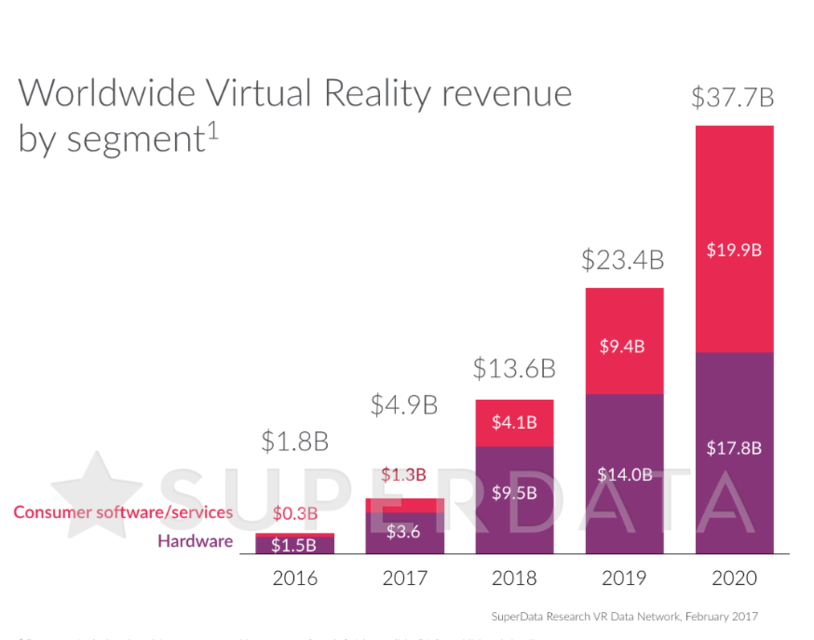 Worldwide Virtual Reality revenue
by segment1
$37.7B
$19.9B
$23.4B
$9.4B
$13.6B
$4.1B
$4.9B
$1.8B
$17.8B
$1.3B
$14.0B
$9.5B
SUPERDATA
Consumer software/services
$0.3B
$3.6
Hardware
$1.5B
2016
2017
2018
2019
2020
SuperData Research VR Data Network, February 2017